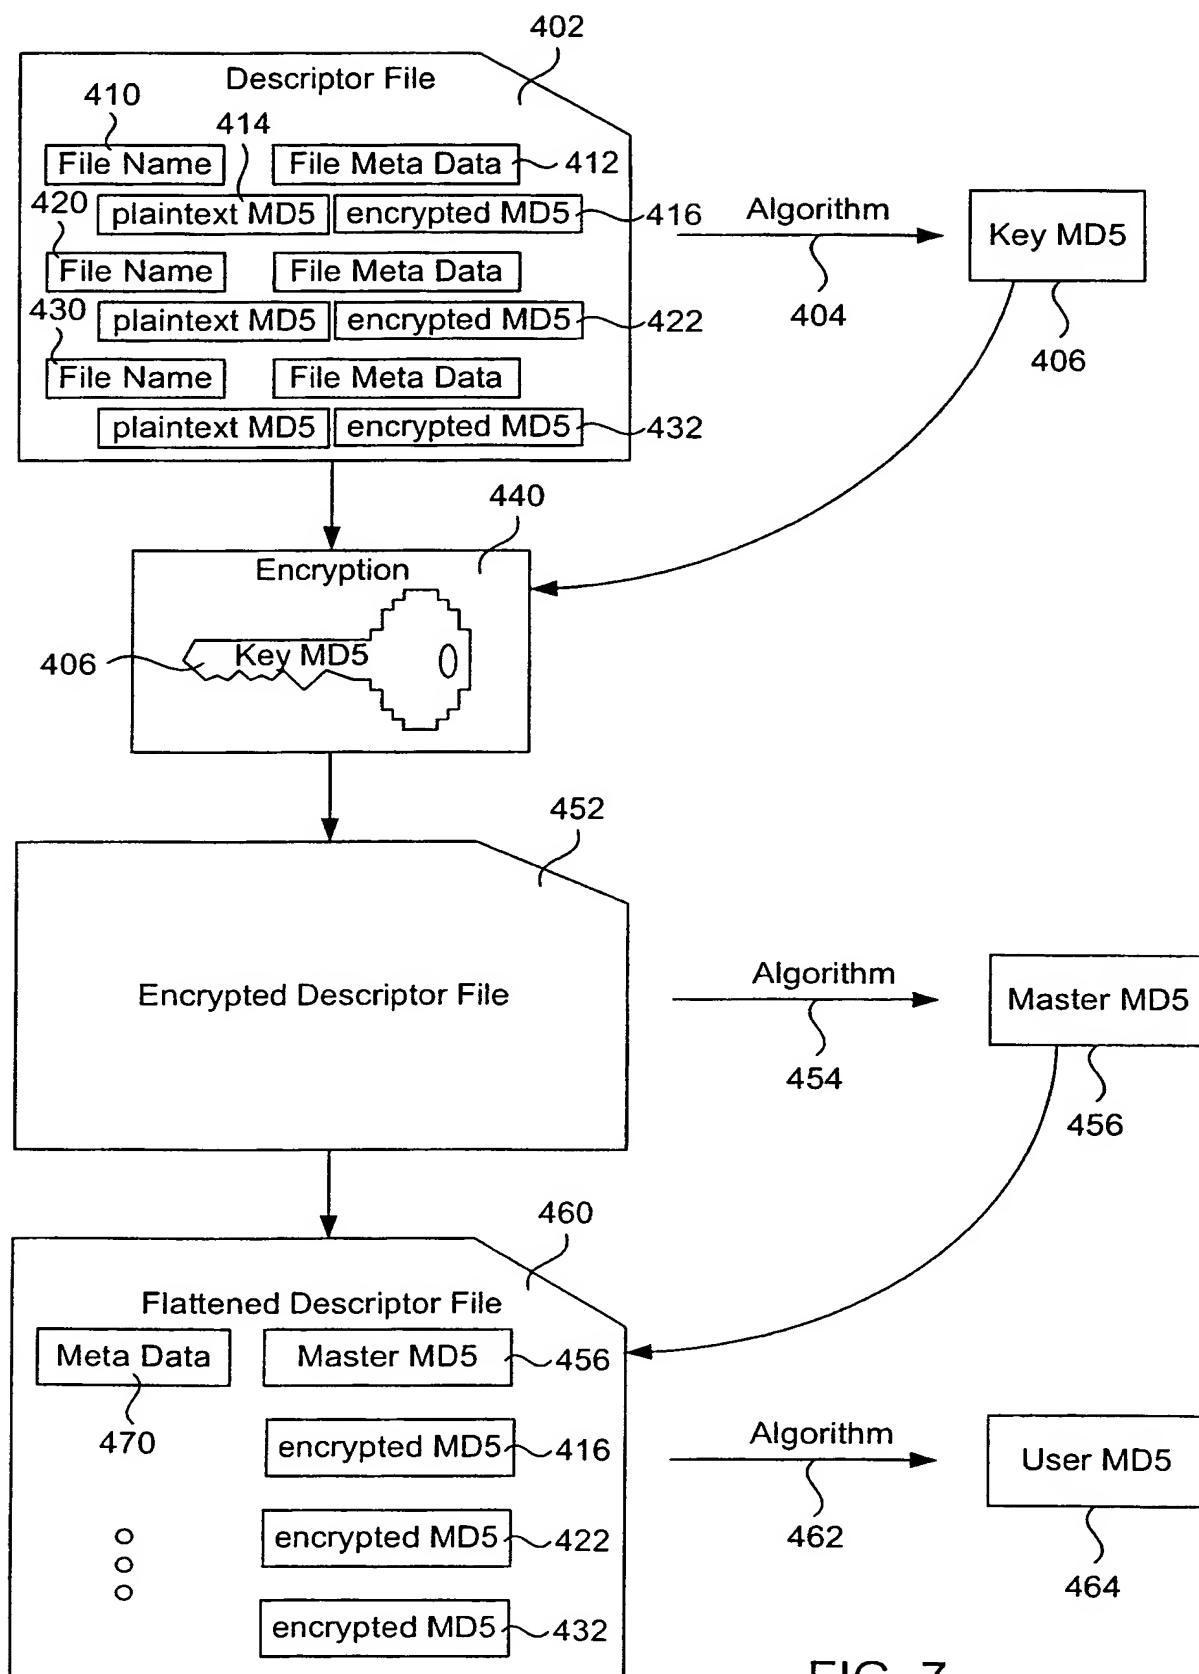 402
Descriptor File
410
414
File Name
File Meta Data
412
420
plaintext MD5
encrypted MD5
416
Algorithm
404
Key MD5
406
File Name
File Meta Data
430
plaintext MD5
encrypted MD5
422
File Name
File Meta Data
plaintext MD5
encrypted MD5
432
440
Encryption
406
Key MD5
452
Encrypted Descriptor File
Algorithm
454
Master MD5
456
460
Flattened Descriptor File
Meta Data
470
Master MD5
456
encrypted MD5
416
Algorithm
462
User MD5
464
encrypted MD5
422
encrypted MD5
432
FIG. 7